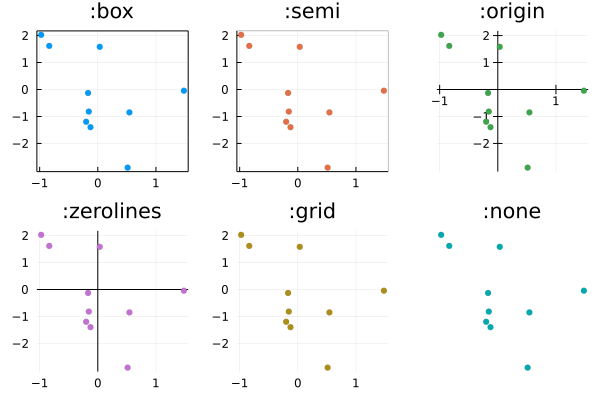 :box :semi :origin
2 2 2
1 1 1
0 0
−1 1
−1 −1 −1
−2 −2 −2
−1 0 1 −1 0 1
:zerolines :grid :none
2 2
1 1
0 0
−1 −1
−2 −2
−1 0 1 −1 0 1